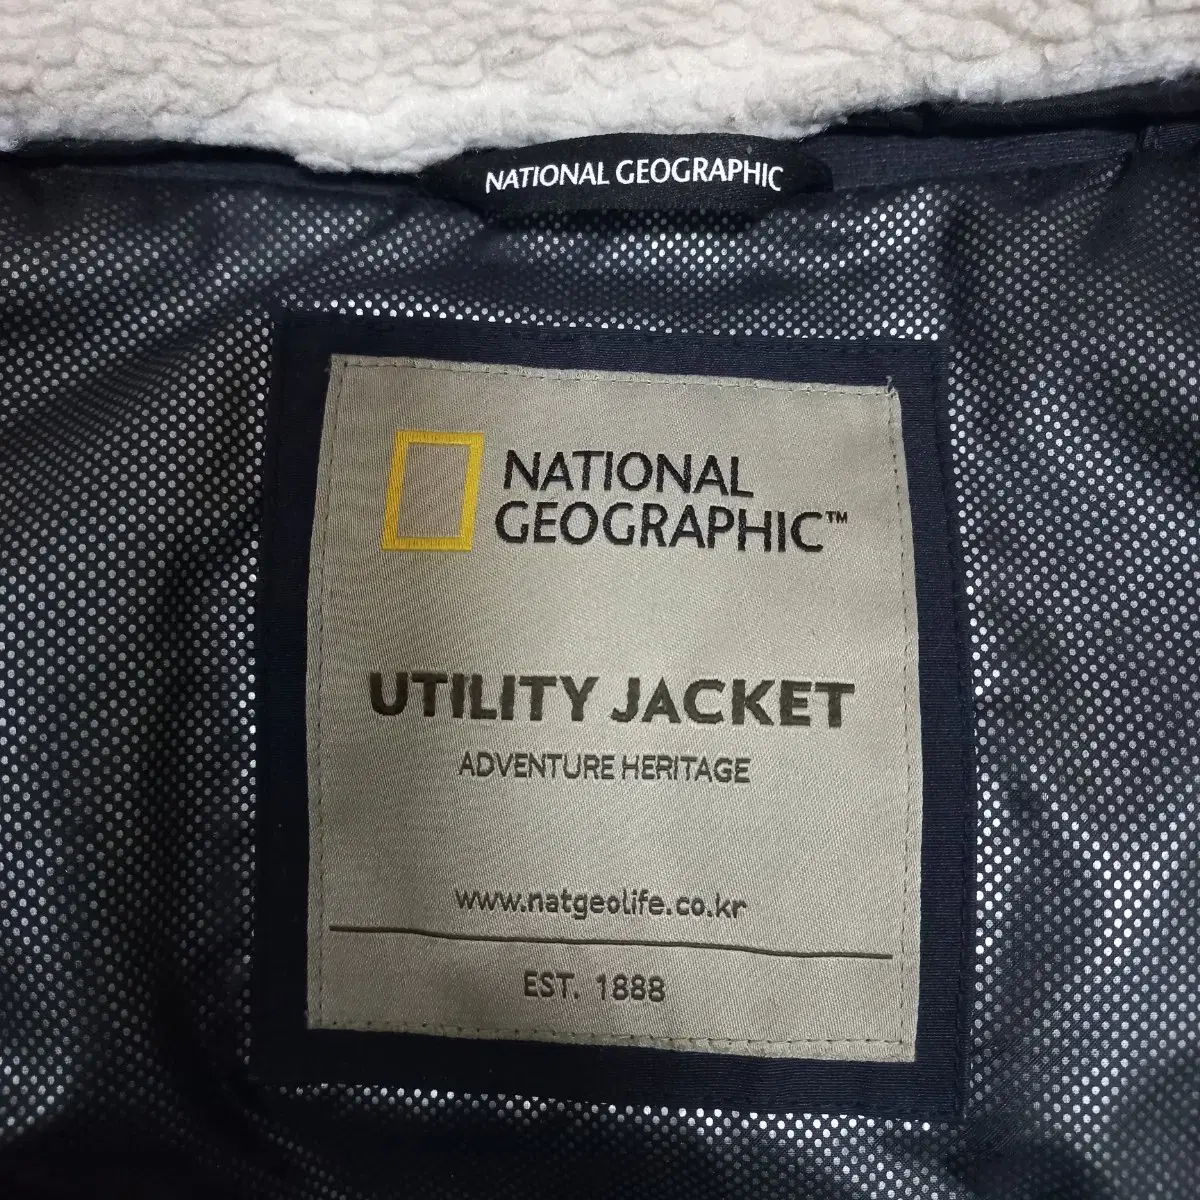 NATIONAL GEOGRAPHIC
NATIONAL
GEOGRAPHIC™
UTILITY JACKET
ADVENTURE HERITAGE
www.natgeolife.co.kr
EST. 1888